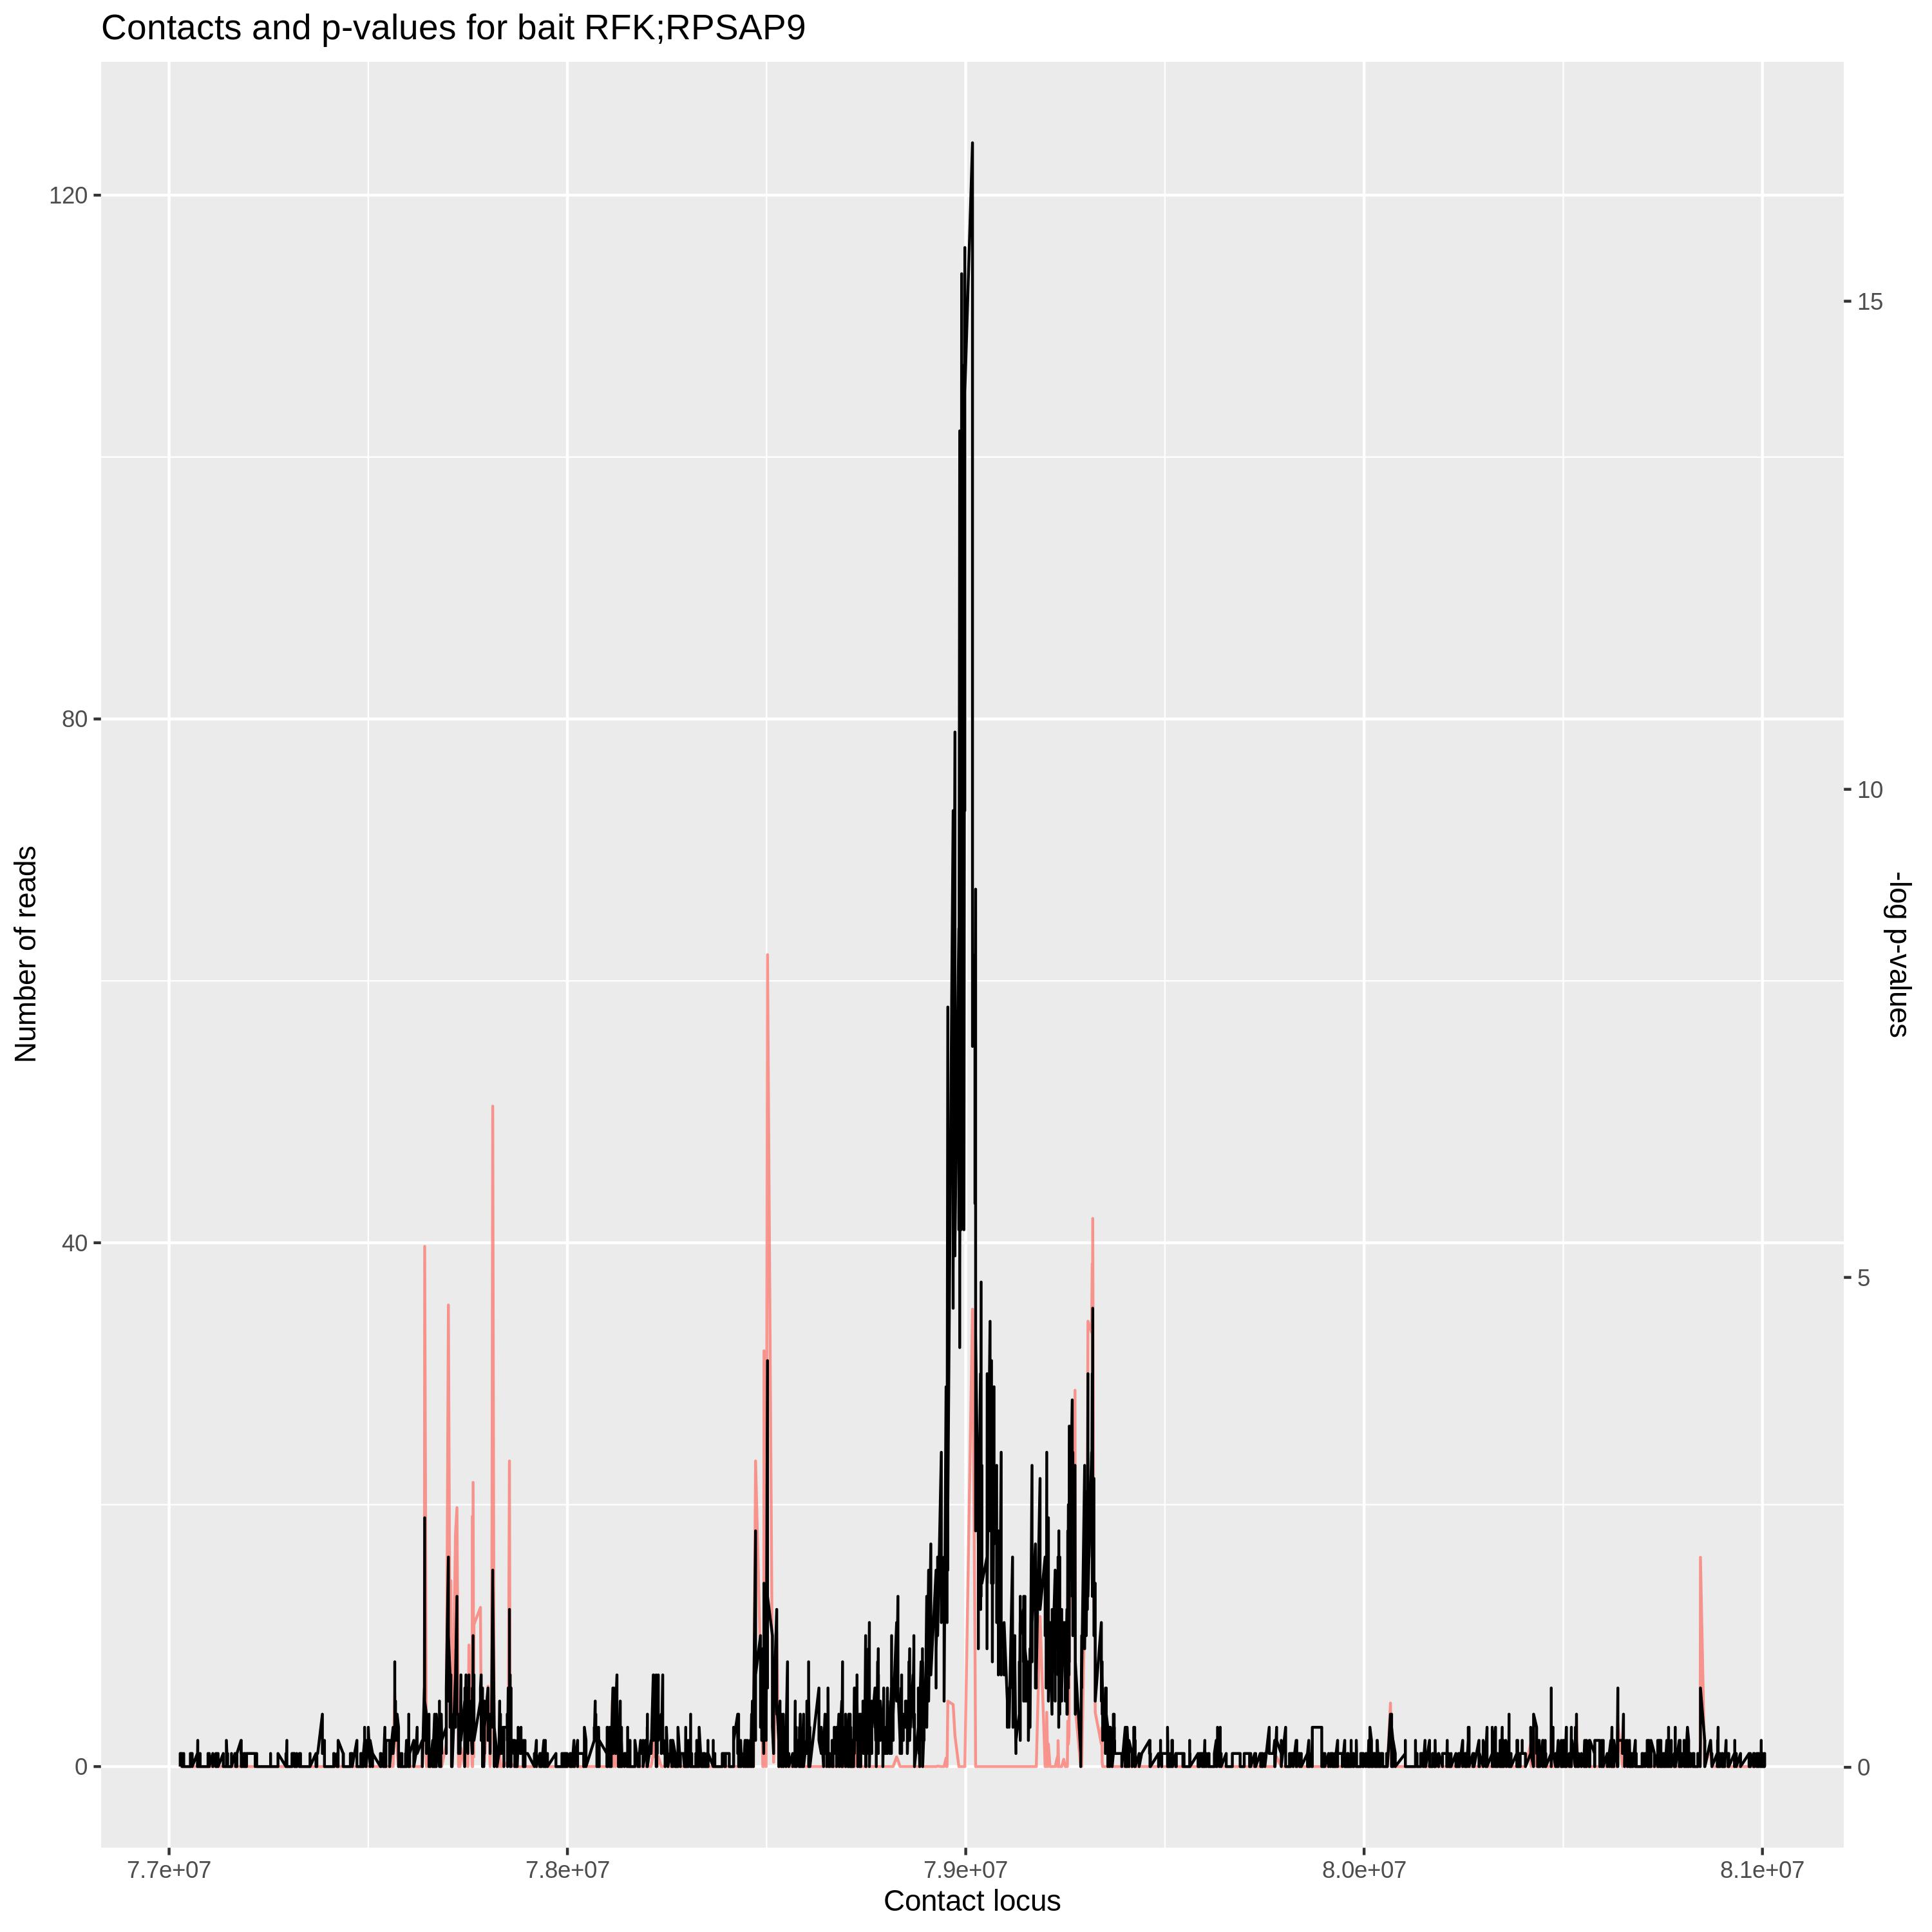 Contacts and p-values for bait RFK;RPSAP9
120
80
40
0
Number of reads
15
10
5
0
-log p-values
7.7e+07 7.8e+07 7.9e+07 8.0e+07 8.1e+07
Contact locus